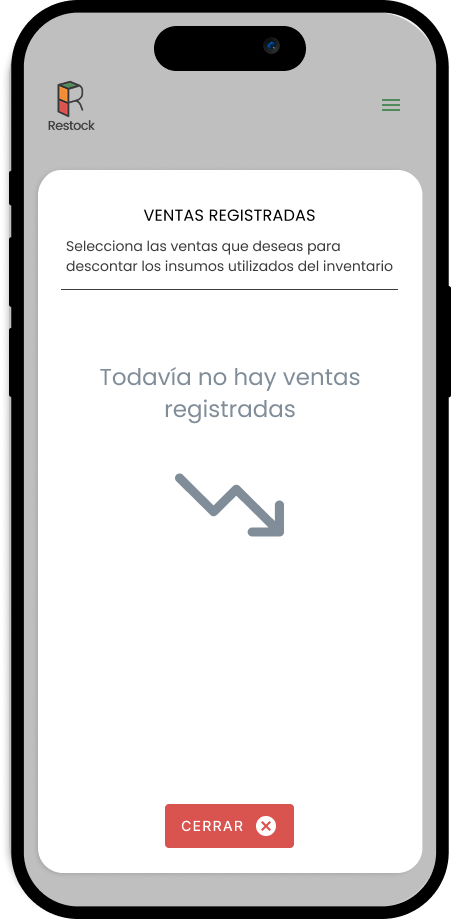 Restock
VENTAS REGISTRADAS
Selecciona las ventas que deseas para
descontar los insumos utilizados del inventario
Todavía no hay ventas
registradas
CERRAR